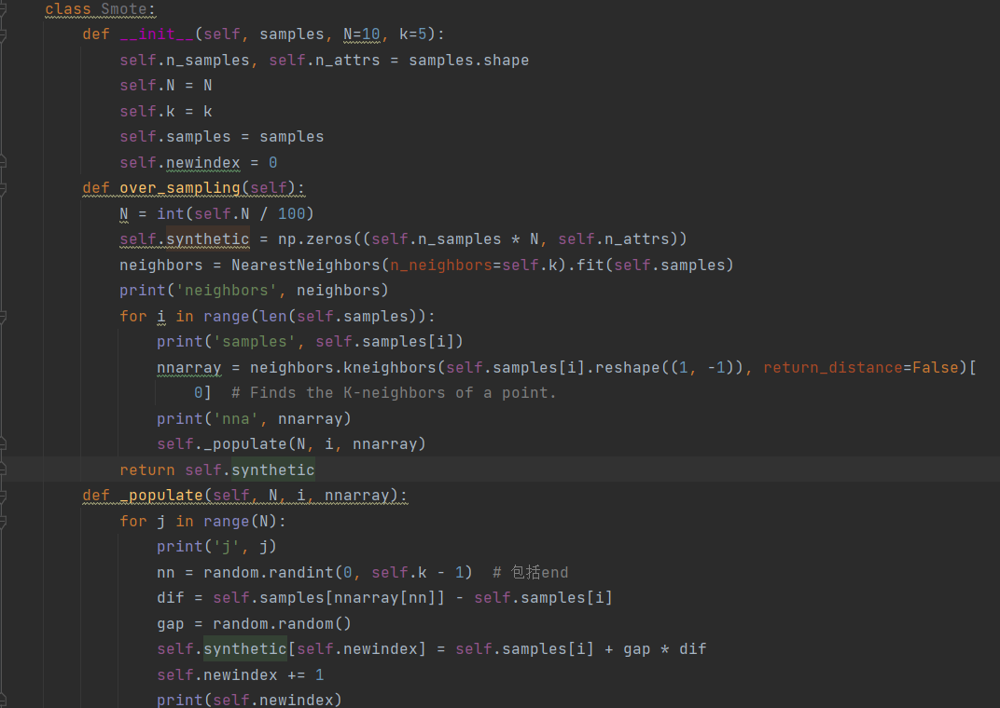 class Smote:
    def __init__(self, samples, N=10, k=5):
        self.n_samples, self.n_attrs = samples.shape
        self.N = N
        self.k = k
        self.samples = samples
        self.newindex = 0
    def over_sampling(self):
        N = int(self.N / 100)
        self.synthetic = np.zeros((self.n_samples * N, self.n_attrs))
        neighbors = NearestNeighbors(n_neighbors=self.k).fit(self.samples)
        print('neighbors', neighbors)
        for i in range(len(self.samples)):
            print('samples', self.samples[i])
            nnarray = neighbors.kneighbors(self.samples[i].reshape((1, -1)), return_distance=False)[
                0]  # Finds the K-neighbors of a point.
            print('nna', nnarray)
            self._populate(N, i, nnarray)
        return self.synthetic
    def _populate(self, N, i, nnarray):
        for j in range(N):
            print('j', j)
            nn = random.randint(0, self.k - 1)  # 包括end
            dif = self.samples[nnarray[nn]] - self.samples[i]
            gap = random.random()
            self.synthetic[self.newindex] = self.samples[i] + gap * dif
            self.newindex += 1
            print(self.newindex)